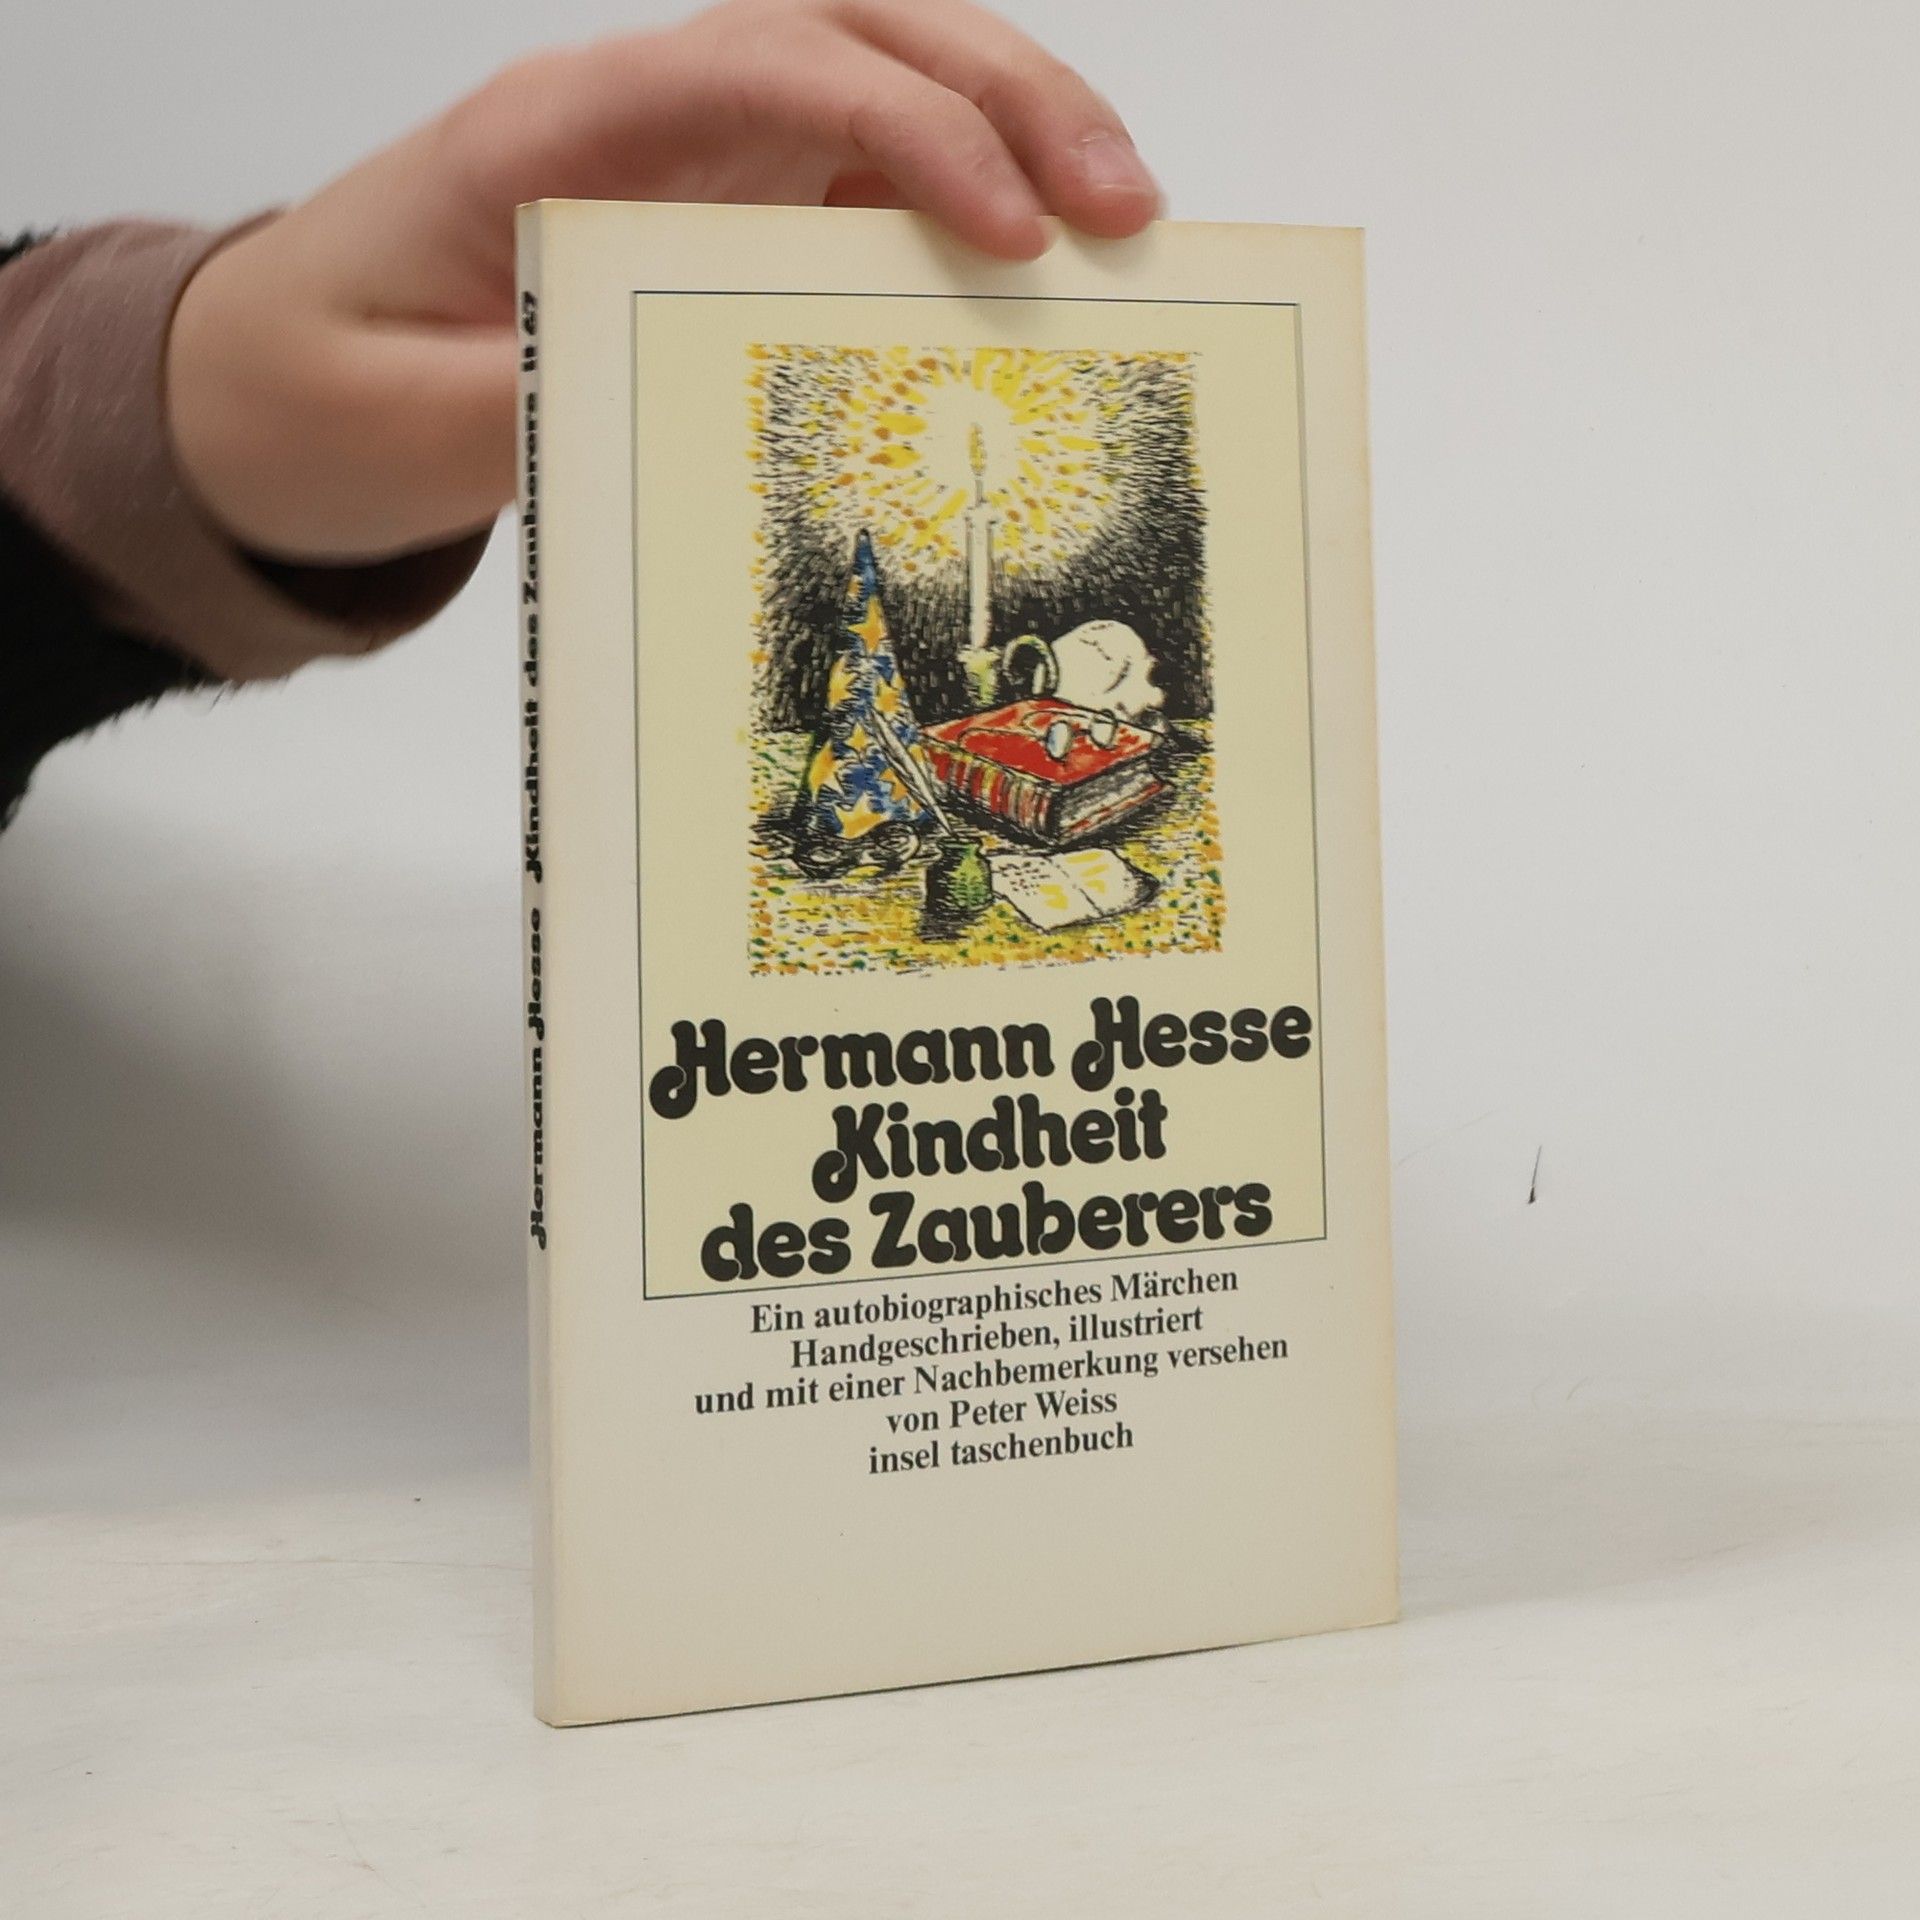 Hermann Hesse Kindheit des Zauberers it 67
Hermann Hesse
Kindheit
des Zauberers
Ein autobiographisches Märchen
Handgeschrieben, illustriert
und mit einer Nachbemerkung versehen
von Peter Weiss
insel taschenbuch